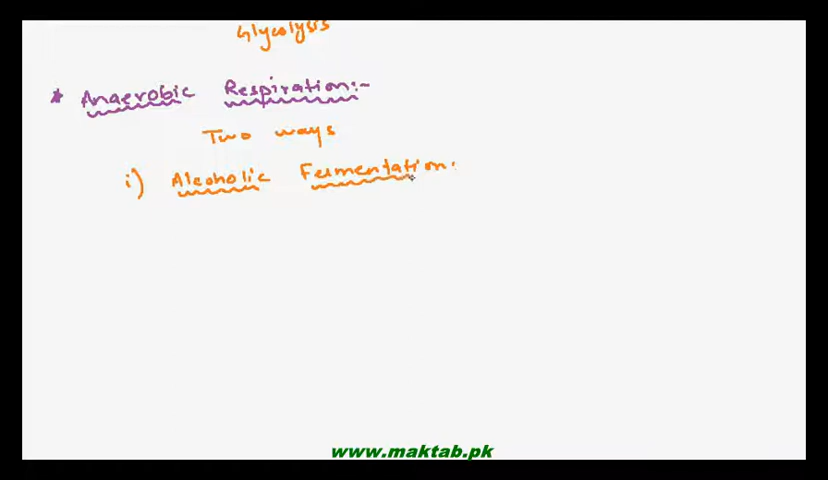 Glycolysis
* Anaerobic Respiration:-
Two ways
i) Alcoholic Fermentation:
www.maktab.pk